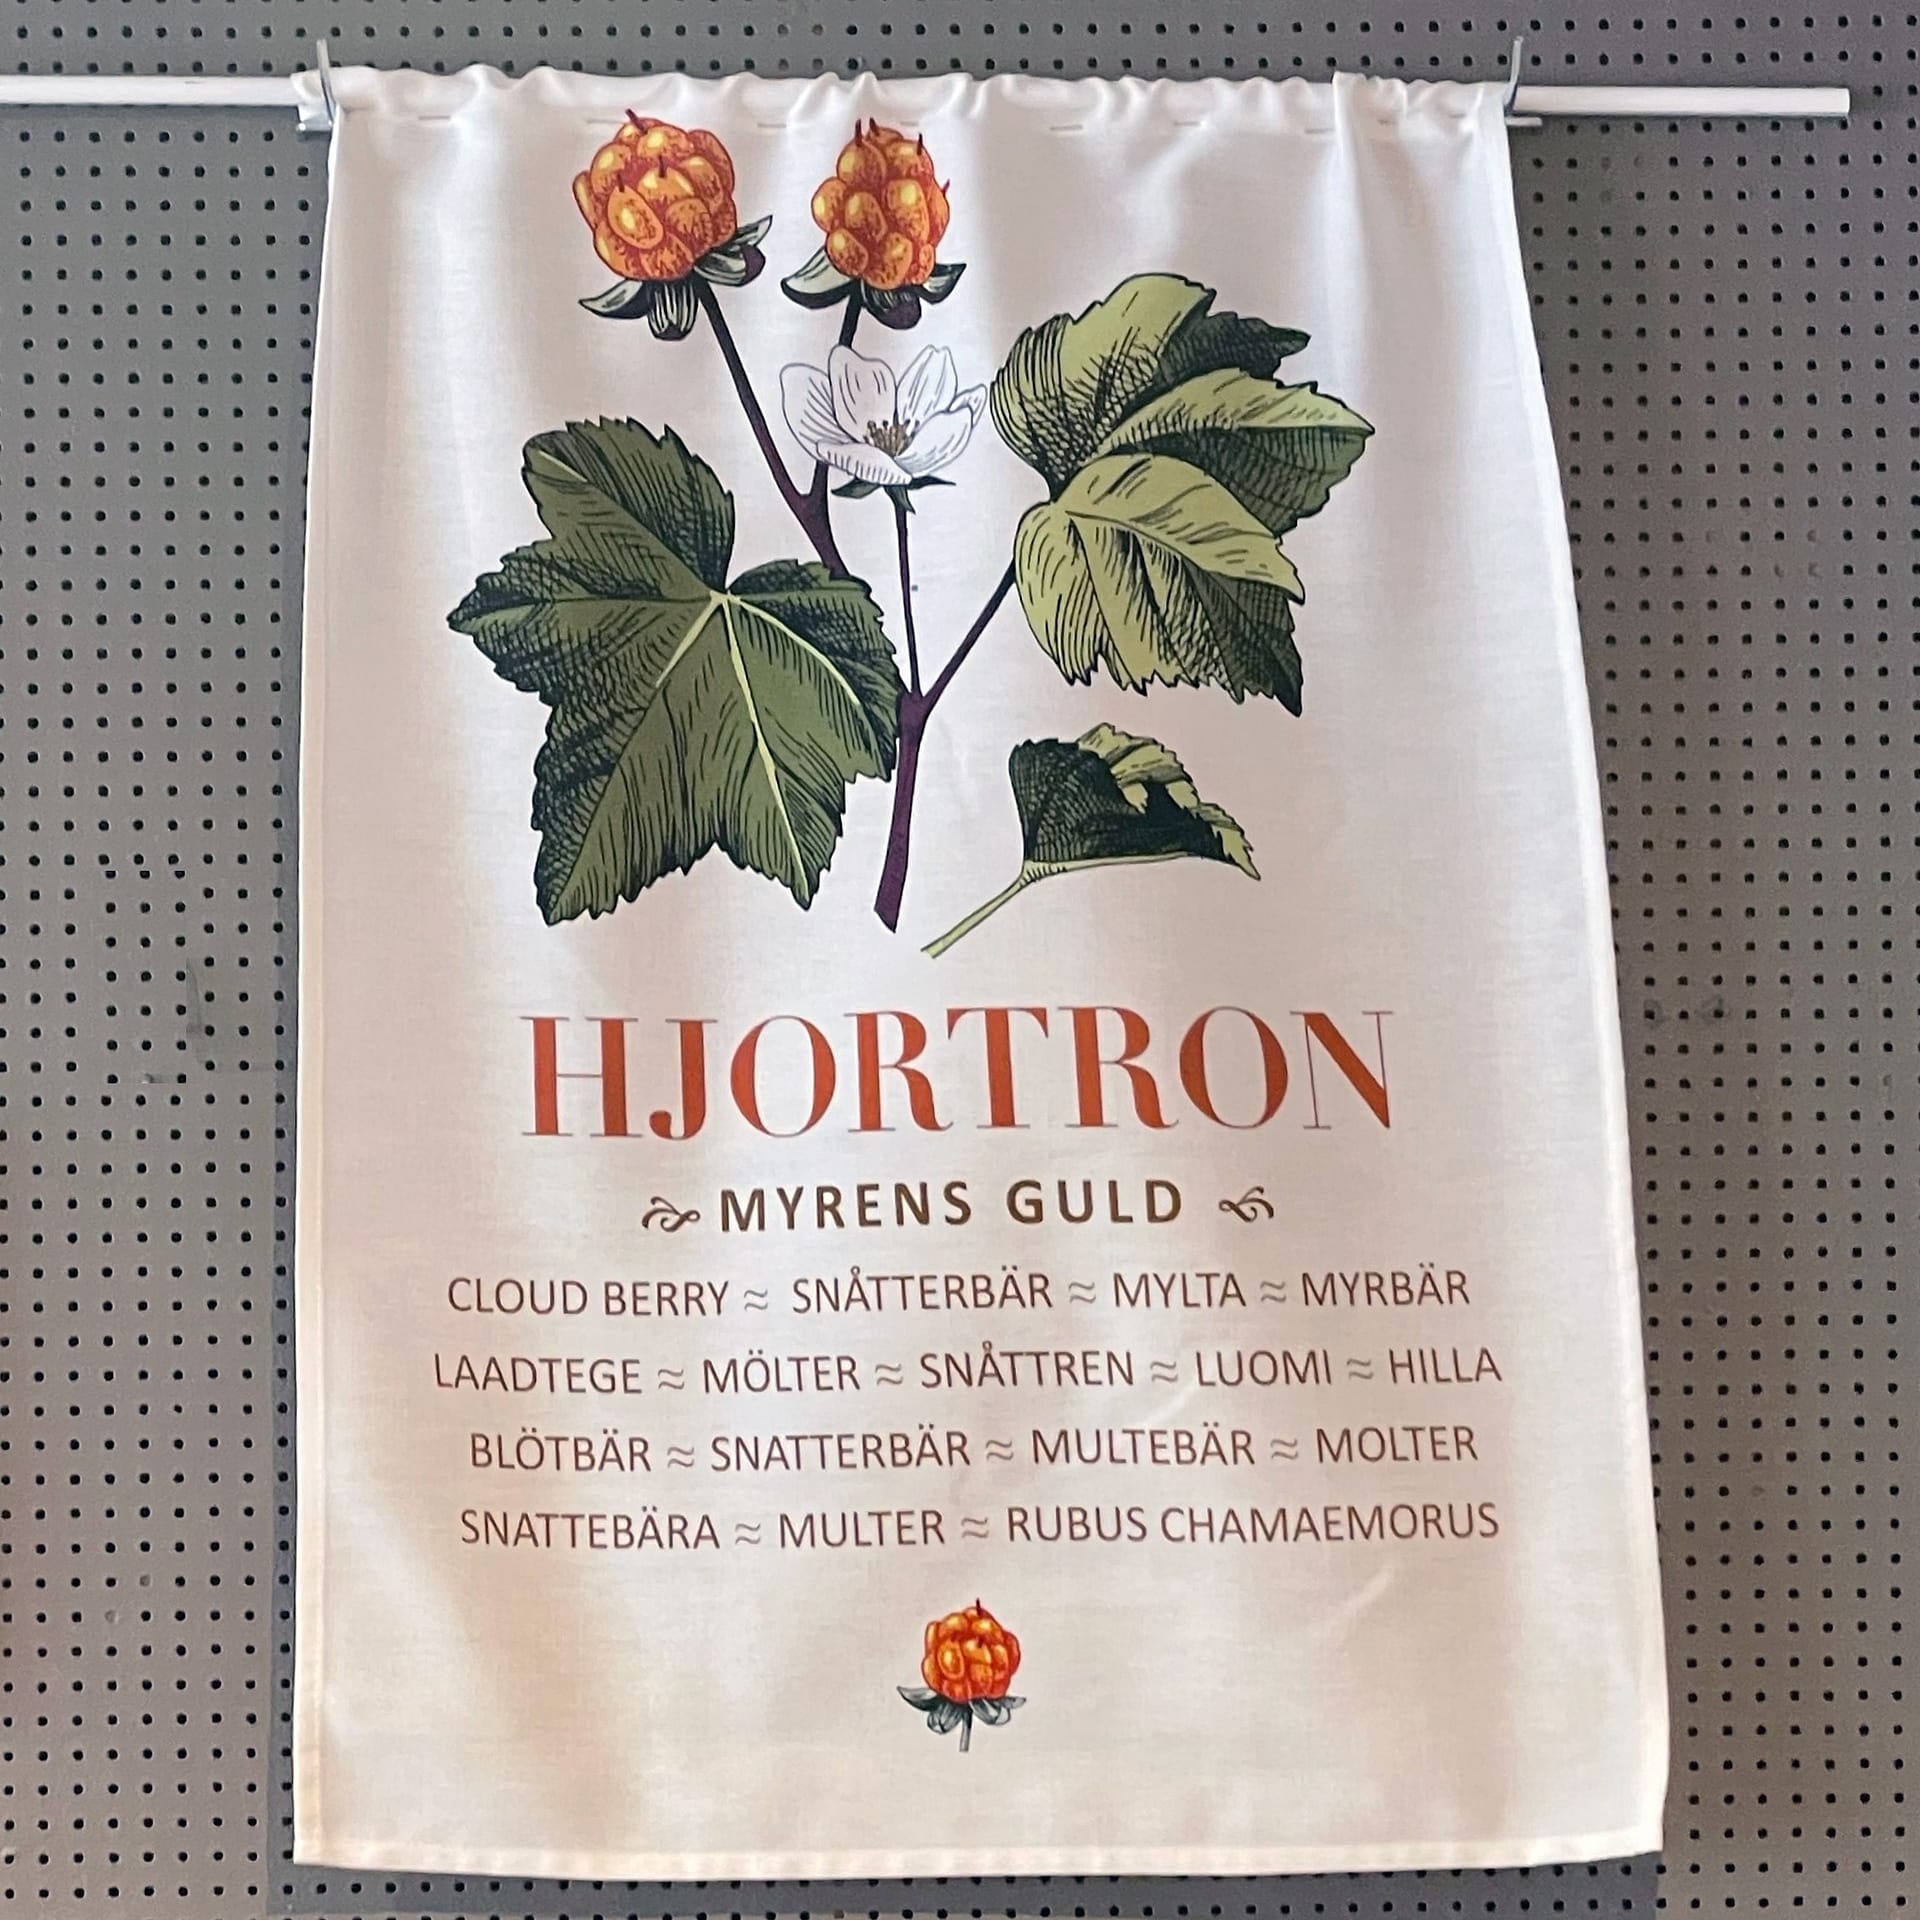 HJORTRON
MYRENS GULD
CLOUD BERRY ≈ SNÅTTERBÄR ≈ MYLTA ≈ MYRBÄR
LAADTEGE ≈ MÖLTER ≈ SNÅTTREN ≈ LUOMI ≈ HILLA
BLÖTBÄR ≈ SNATTERBÄR ≈ MULTEBÄR ≈ MOLTER
SNATTEBÄRA ≈ MULTER ≈ RUBUS CHAMAEMORUS